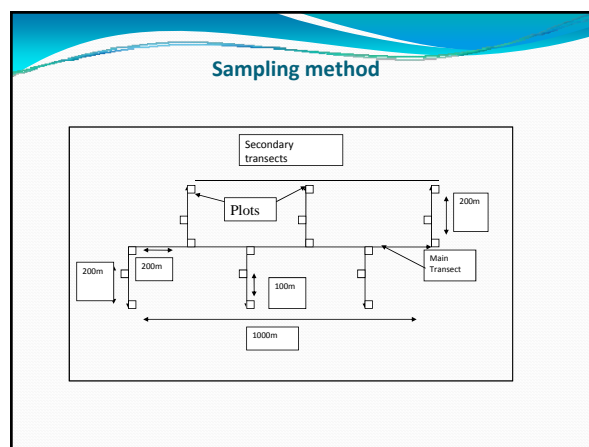 Sampling method
Secondary
transects
Plots
200m
Main
Transect
200m
200m
100m
1000m